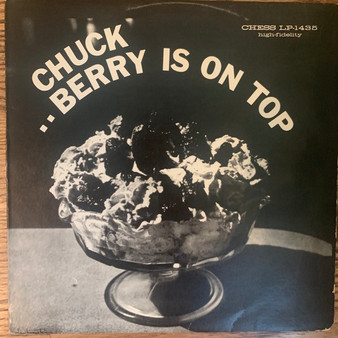 CHESS LP-1435
high-fidelity
CHUCK
..BERRY IS ON TOP